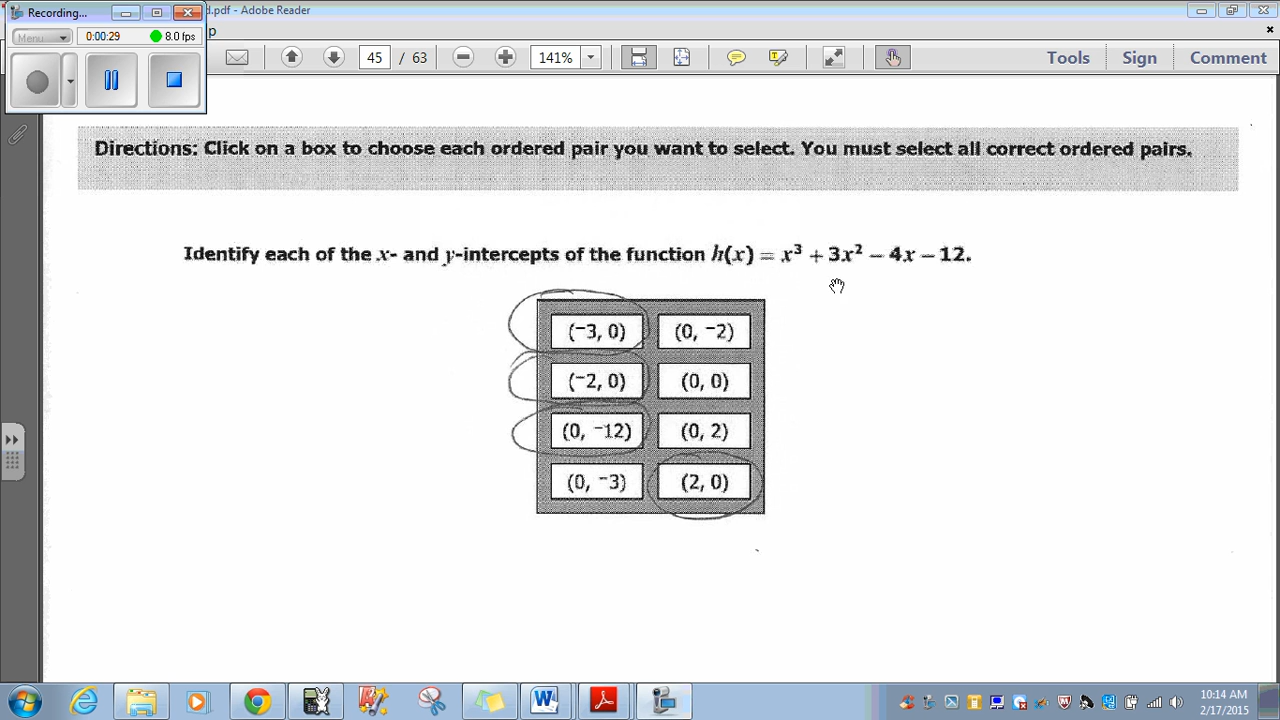 Recording...
d.pdf - Adobe Reader
Menu
0:00:29
8.0 fps
p
45 / 63
141%
Tools
Sign
Comment
Directions: Click on a box to choose each ordered pair you want to select. You must select all correct ordered pairs.
Identify each of the x- and y-intercepts of the function h(x) = x³ + 3x² − 4x − 12.
(⁻3, 0)
(0, ⁻2)
(⁻2, 0)
(0, 0)
(0, ⁻12)
(0, 2)
(0, ⁻3)
(2, 0)
10:14 AM
2/17/2015